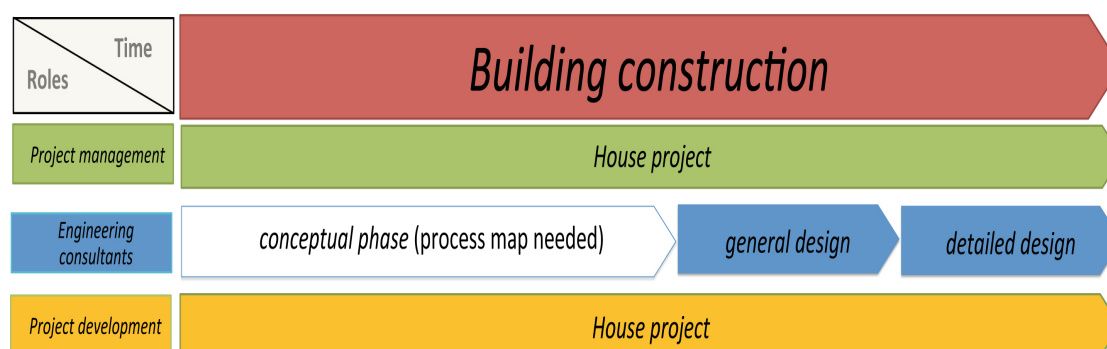 Time
Roles
Building construction
Project management
House project
Engineering
consultants
conceptual phase (process map needed)
general design
detailed design
Project development
House project